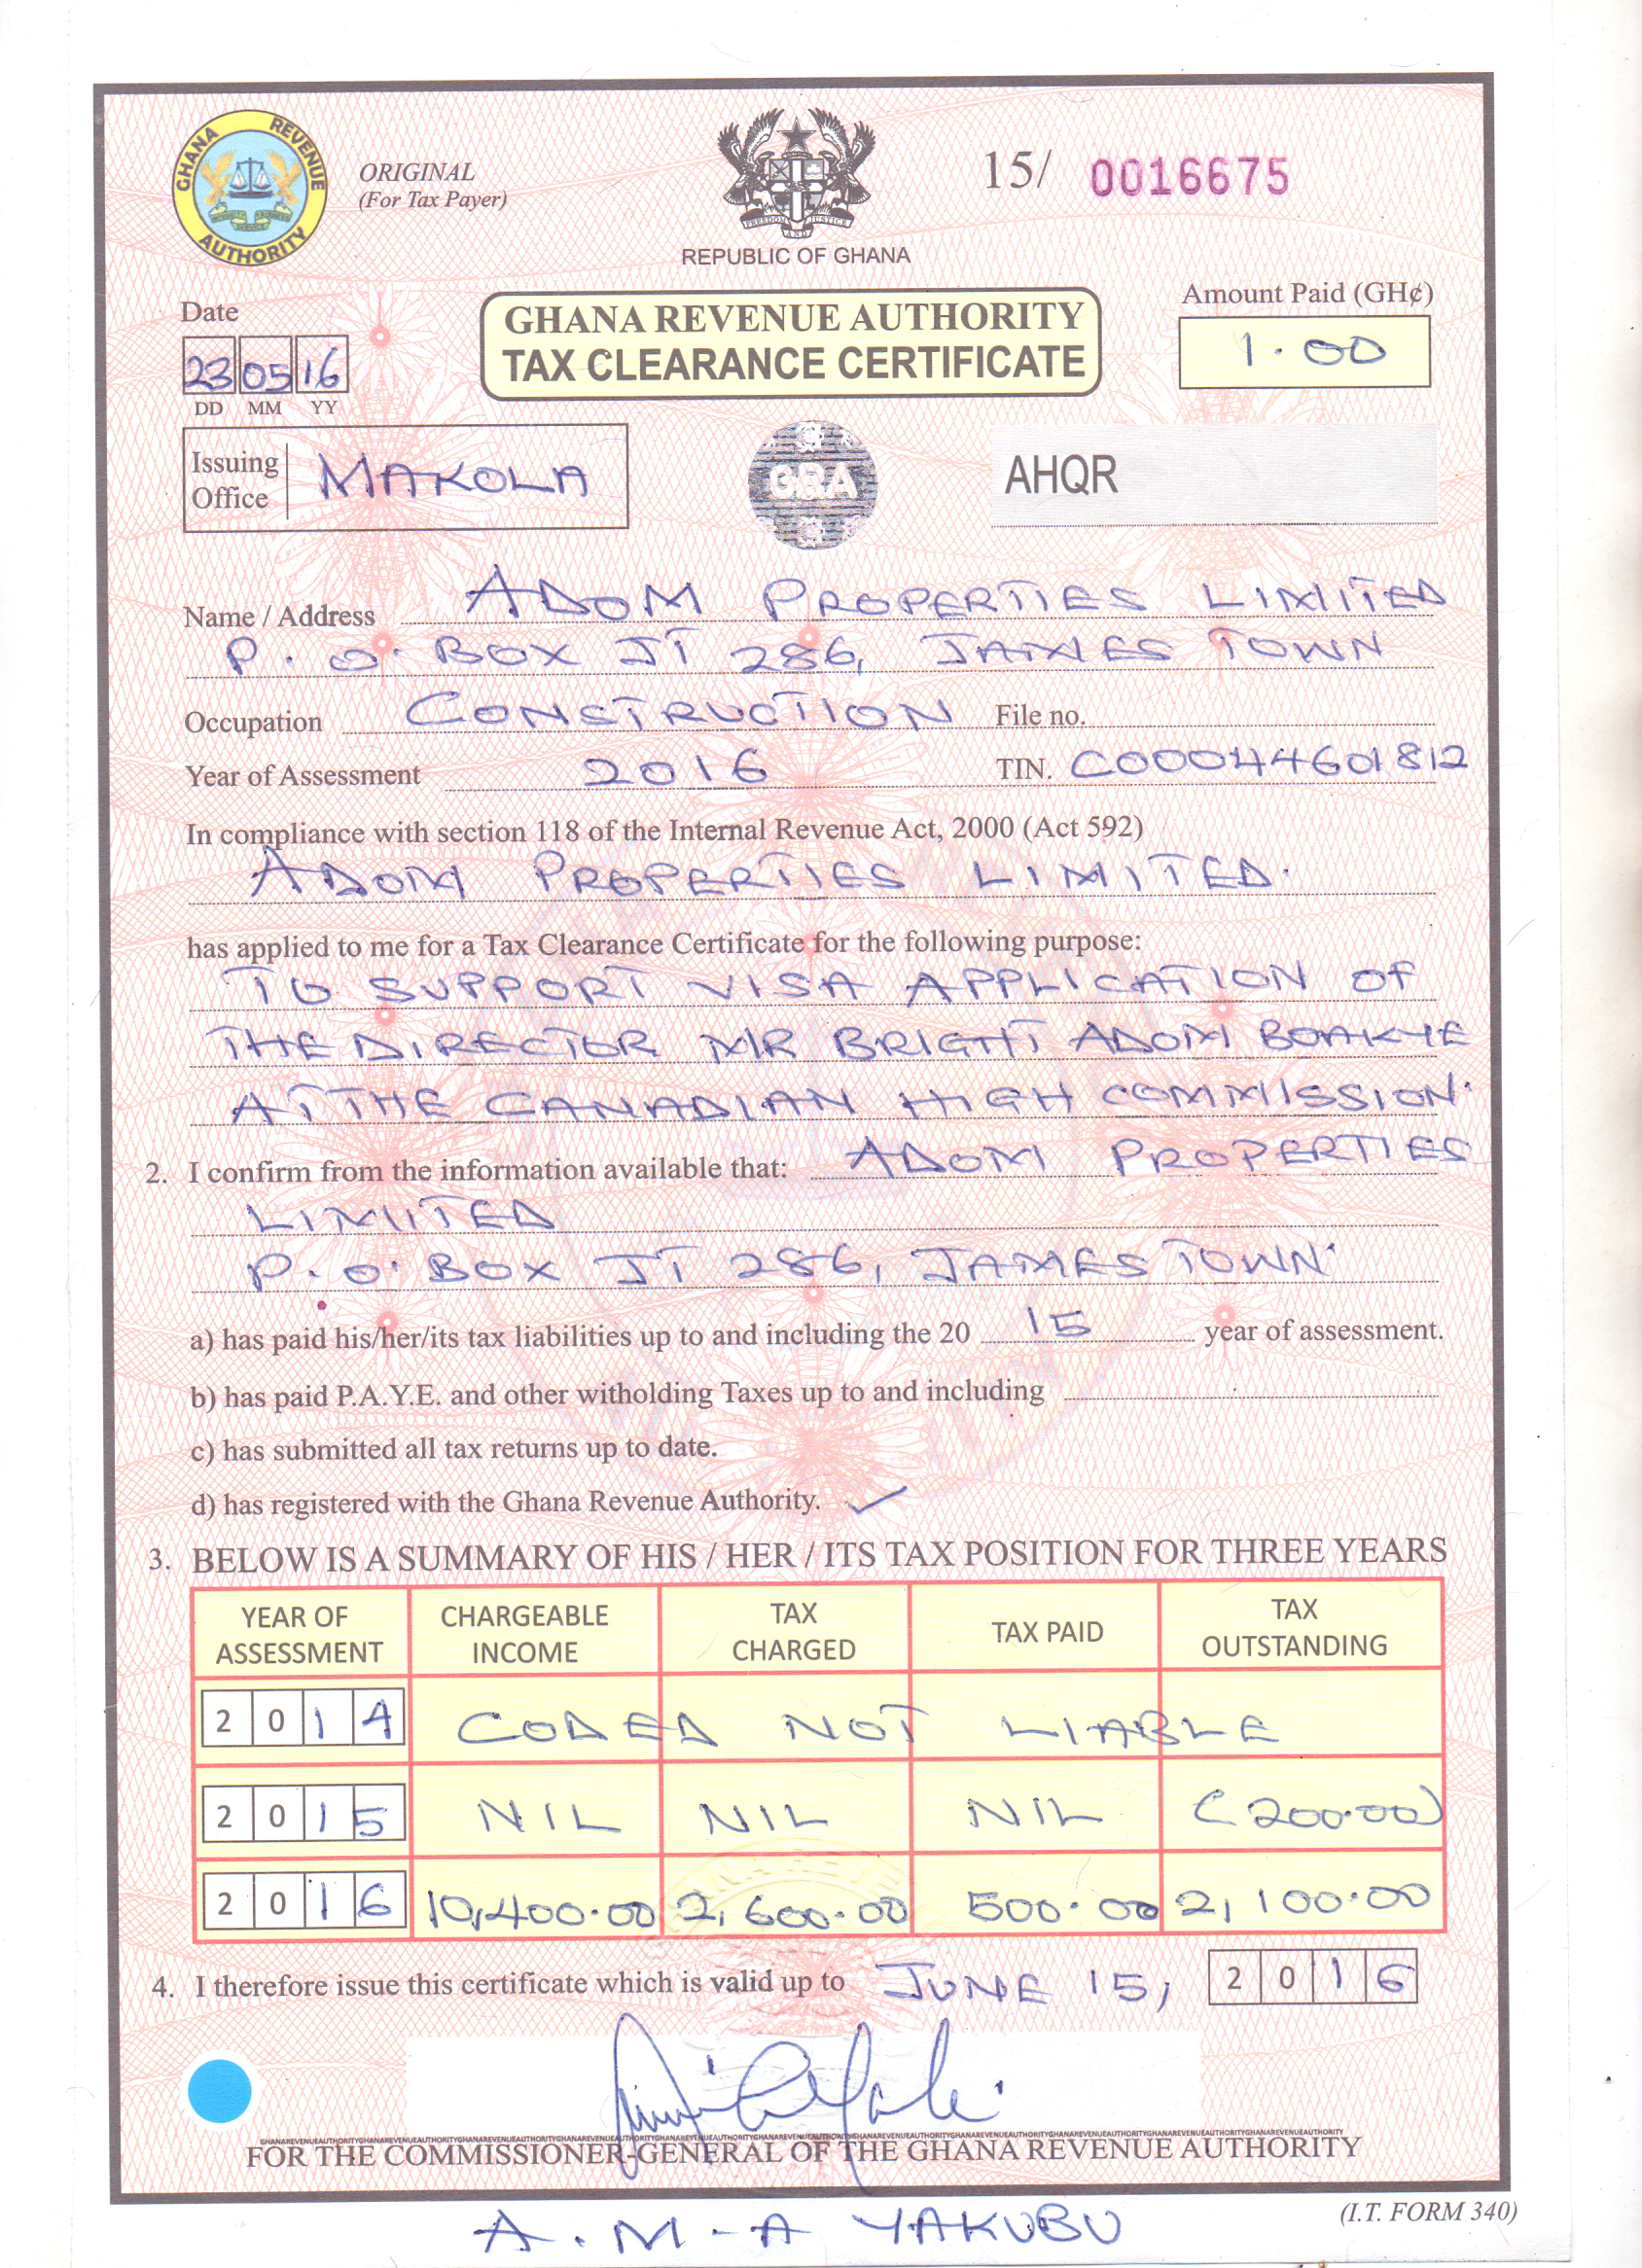 GHANA REVENUE AUTHORITY
ORIGINAL
(For Tax Payer)
FREEDOM AND JUSTICE
REPUBLIC OF GHANA
15/ 0016675
Date
23 05 16
DD MM YY
GHANA REVENUE AUTHORITY
TAX CLEARANCE CERTIFICATE
Amount Paid (GH¢)
1.00
Issuing Office MAKOLA
GRA
AHQR
Name / Address ADOM PROPERTIES LIMITED
P.O. BOX JT 286, JAMES TOWN
Occupation CONSTRUCTION File no.
Year of Assessment 2016 TIN. C00044601812
In compliance with section 118 of the Internal Revenue Act, 2000 (Act 592)
ADOM PROPERTIES LIMITED.
has applied to me for a Tax Clearance Certificate for the following purpose:
TO SUPPORT VISA APPLICATION OF
THE DIRECTOR MR BRIGHT ADOM BOAKYE
AT THE CANADIAN HIGH COMMISSION.
2. I confirm from the information available that: ADOM PROPERTIES
LIMITED
P.O. BOX JT 286, JAMES TOWN.
a) has paid his/her/its tax liabilities up to and including the 20 15 year of assessment.
b) has paid P.A.Y.E. and other witholding Taxes up to and including
c) has submitted all tax returns up to date.
d) has registered with the Ghana Revenue Authority. ✓
3. BELOW IS A SUMMARY OF HIS / HER / ITS TAX POSITION FOR THREE YEARS
YEAR OF ASSESSMENT CHARGEABLE INCOME TAX CHARGED TAX PAID TAX OUTSTANDING
2014 CODED NOT LIABLE
2015 NIL NIL NIL (200.00)
2016 10,400.00 2,600.00 500.00 2,100.00
4. I therefore issue this certificate which is valid up to JUNE 15, 2016
FOR THE COMMISSIONER-GENERAL OF THE GHANA REVENUE AUTHORITY
(I.T. FORM 340)
A.M-A YAKUBU